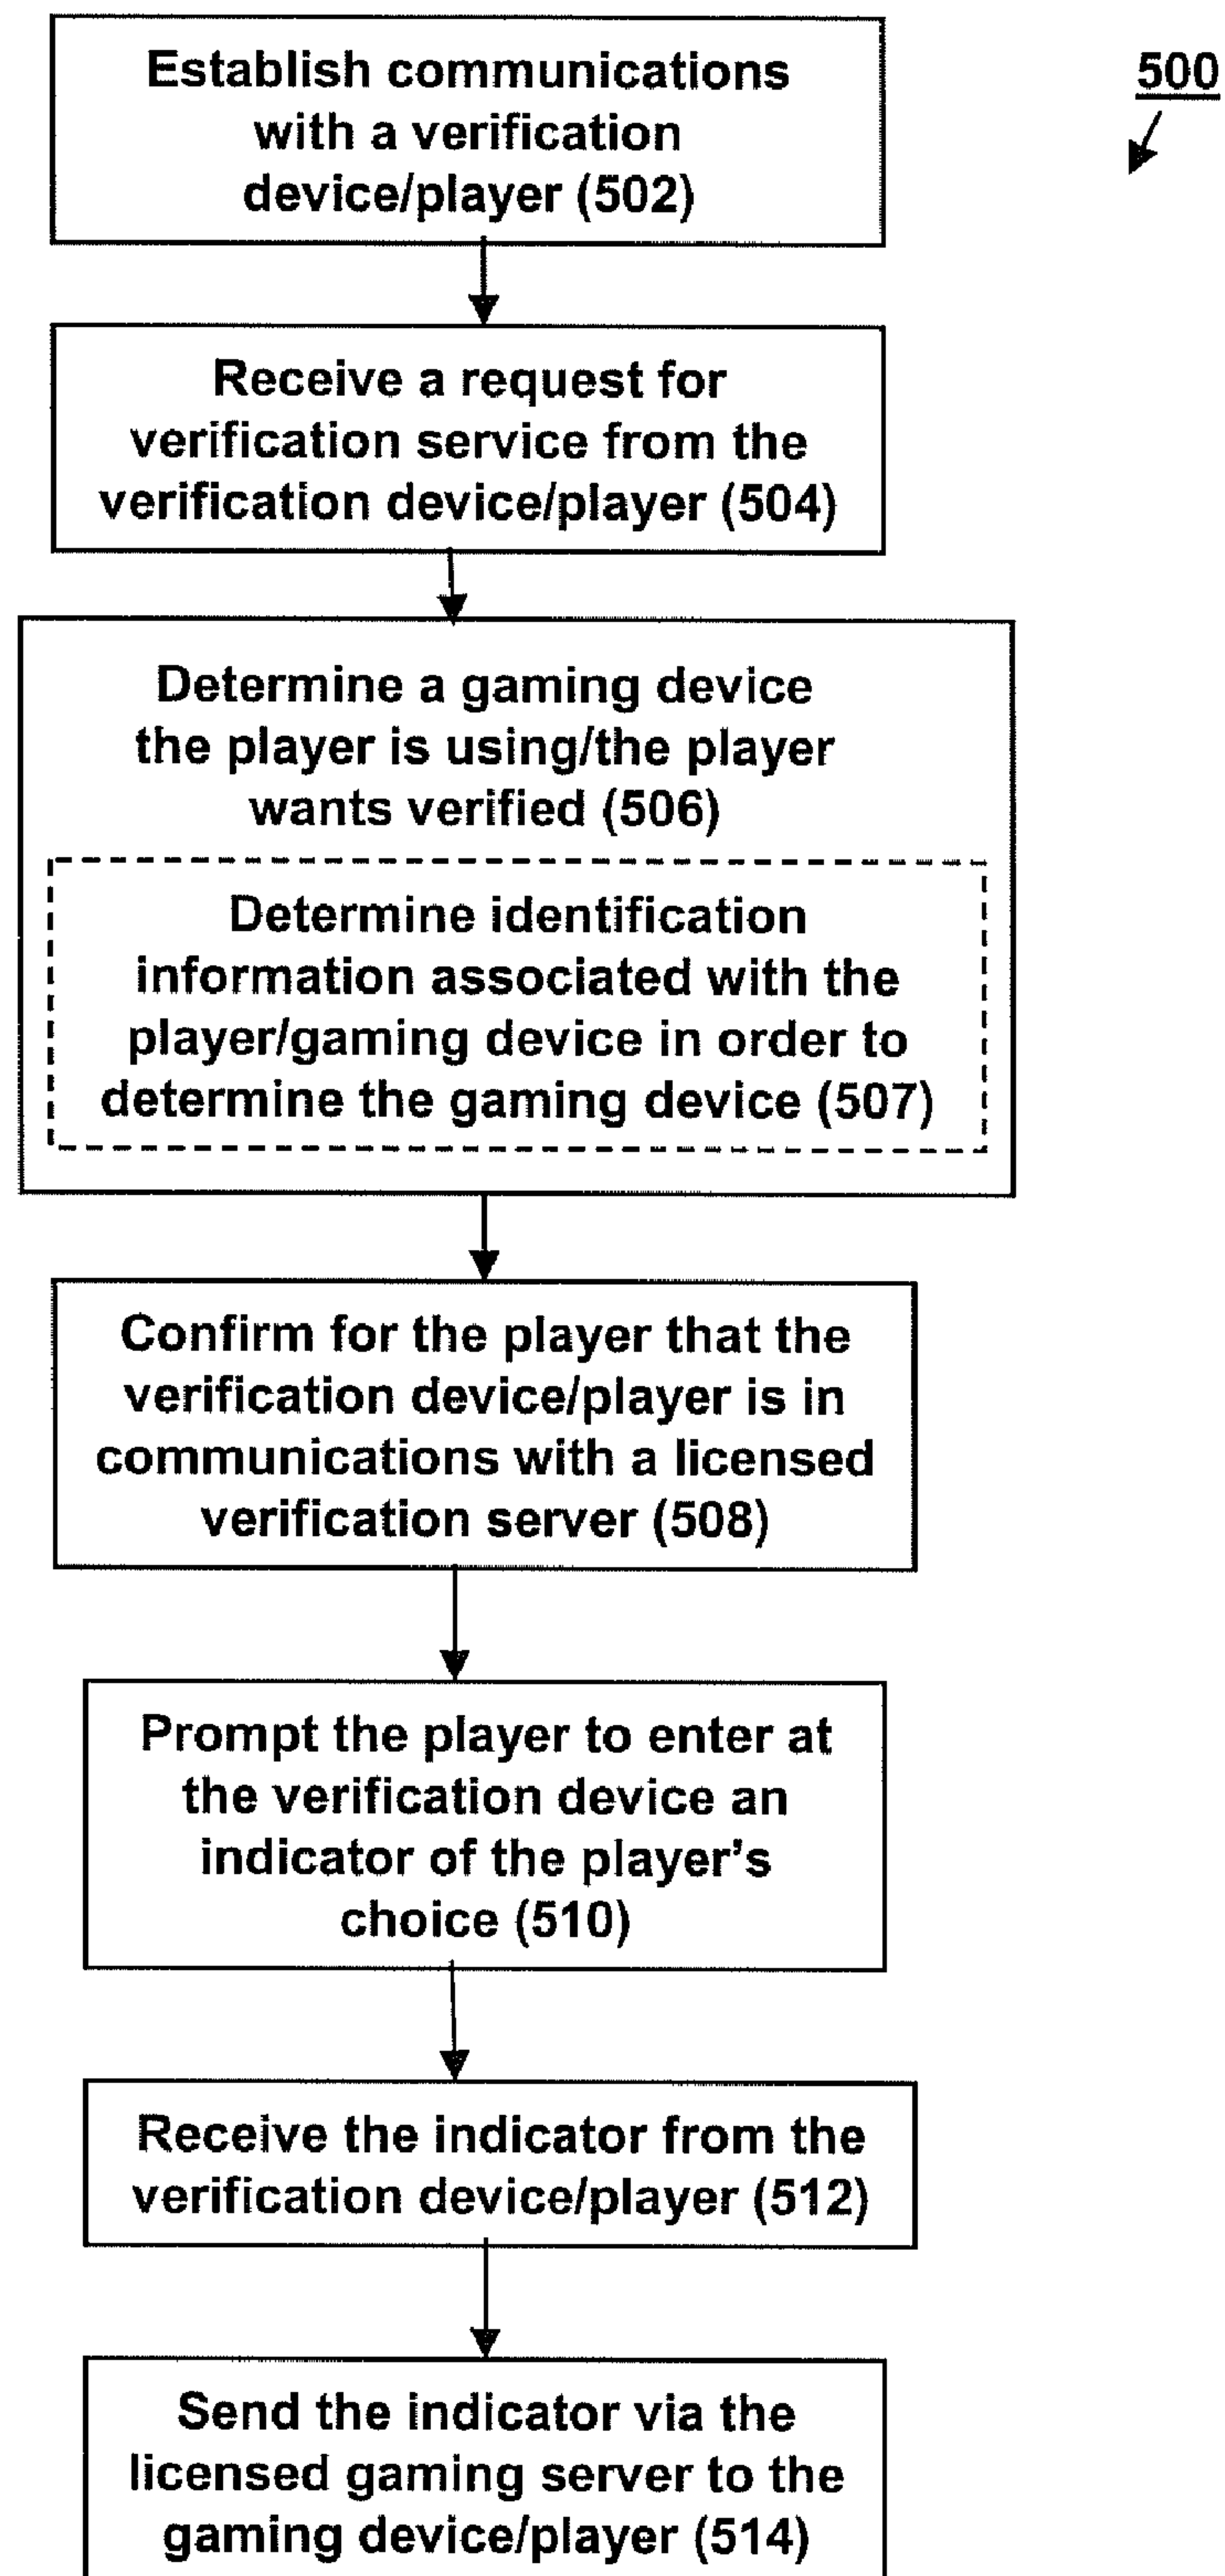 500
Establish communications
with a verification
device/player (502)
Receive a request for
verification service from the
verification device/player (504)
Determine a gaming device
the player is using/the player
wants verified (506)
Determine identification
information associated with the
player/gaming device in order to
determine the gaming device (507)
Confirm for the player that the
verification device/player is in
communications with a licensed
verification server (508)
Prompt the player to enter at
the verification device an
indicator of the player's
choice (510)
Receive the indicator from the
verification device/player (512)
Send the indicator via the
licensed gaming server to the
gaming device/player (514)